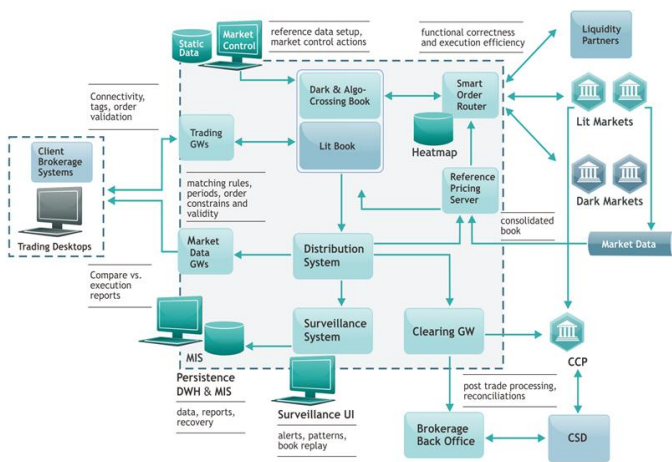 Static
Data
Market
Control
reference data setup,
market control actions
functional correctness
and execution efficiency
Liquidity
Partners
Connectivity,
tags, order
validation
Dark & Algo-
Crossing Book
Smart
Order
Router
Lit Markets
Trading
GWs
Lit Book
Heatmap
Client
Brokerage
Systems
Trading Desktops
matching rules,
periods, order
constrains and
validity
Reference
Pricing
Server
Dark Markets
consolidated
book
Market Data
Market
Data GWs
Distribution
System
Compare vs.
execution
reports
Surveillance
System
Clearing GW
MIS
CCP
Persistence
DWH & MIS
data, reports,
recovery
Surveillance UI
alerts, patterns,
book replay
post trade processing,
reconciliations
Brokerage
Back Office
CSD